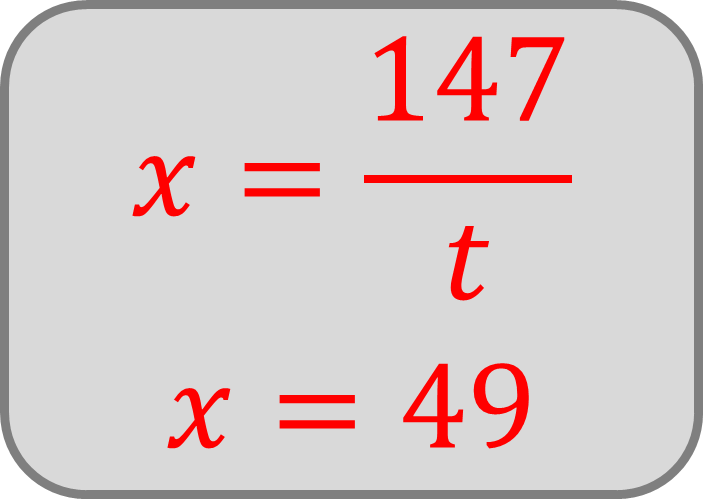 x = 147/t
x = 49